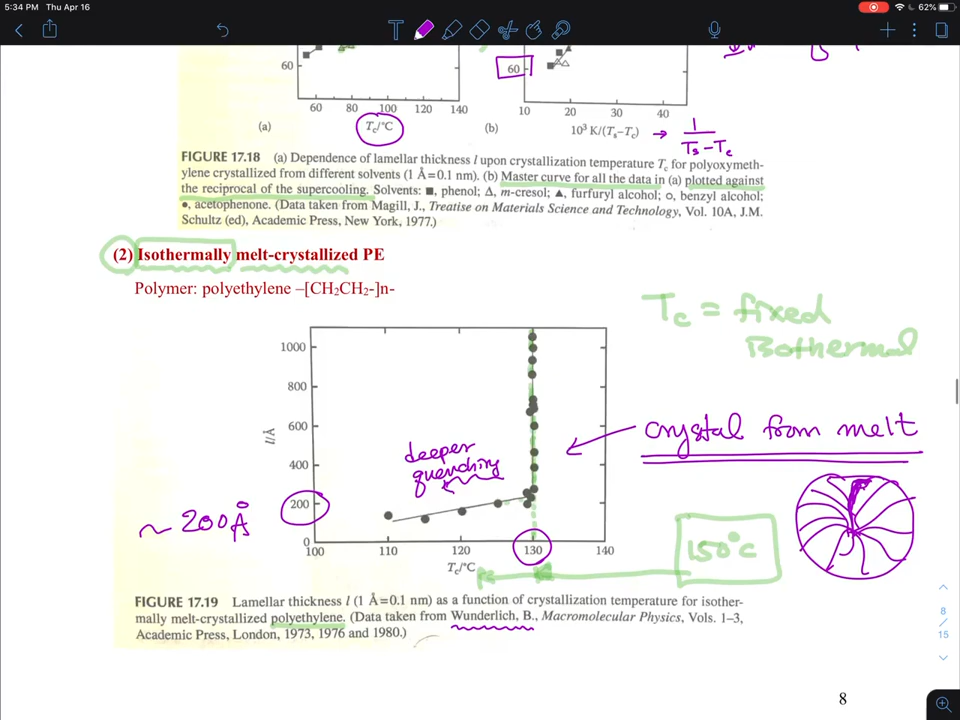 5:34 PM Thu Apr 16
62%
60
60
60 80 100 120 140
10 20 30 40
(a)
Tc/°C
(b)
10³ K/(Ts−Tc)
→ 1/(Ts−Tc)
FIGURE 17.18 (a) Dependence of lamellar thickness l upon crystallization temperature Tc for polyoxymeth-
ylene crystallized from different solvents (1 Å=0.1 nm). (b) Master curve for all the data in (a) plotted against
the reciprocal of the supercooling. Solvents: ■, phenol; Δ, m-cresol; ▲, furfuryl alcohol; o, benzyl alcohol;
●, acetophenone. (Data taken from Magill, J., Treatise on Materials Science and Technology, Vol. 10A, J.M.
Schultz (ed), Academic Press, New York, 1977.)
(2) Isothermally melt-crystallized PE
Polymer: polyethylene –[CH₂CH₂-]n-
Tc = fixed
Isothermal
1000
800
600
400
200
0
l/Å
100 110 120 130 140
Tc/°C
deeper
quenching
crystal from melt
~ 200Å
150°C
FIGURE 17.19 Lamellar thickness l (1 Å=0.1 nm) as a function of crystallization temperature for isother-
mally melt-crystallized polyethylene. (Data taken from Wunderlich, B., Macromolecular Physics, Vols. 1–3,
Academic Press, London, 1973, 1976 and 1980.)
8
/
15
8